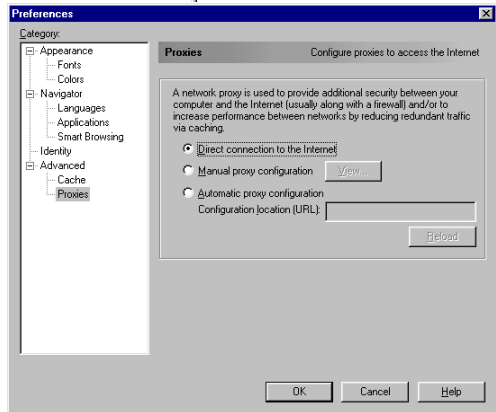 Preferences
Category:
Appearance
Fonts
Colors
Navigator
Languages
Applications
Smart Browsing
Identity
Advanced
Cache
Proxies
Proxies Configure proxies to access the Internet
A network proxy is used to provide additional security between your
computer and the Internet (usually along with a firewall) and/or to
increase performance between networks by reducing redundant traffic
via caching.
Direct connection to the Internet
Manual proxy configuration View...
Automatic proxy configuration
Configuration location (URL):
Reload
OK Cancel Help